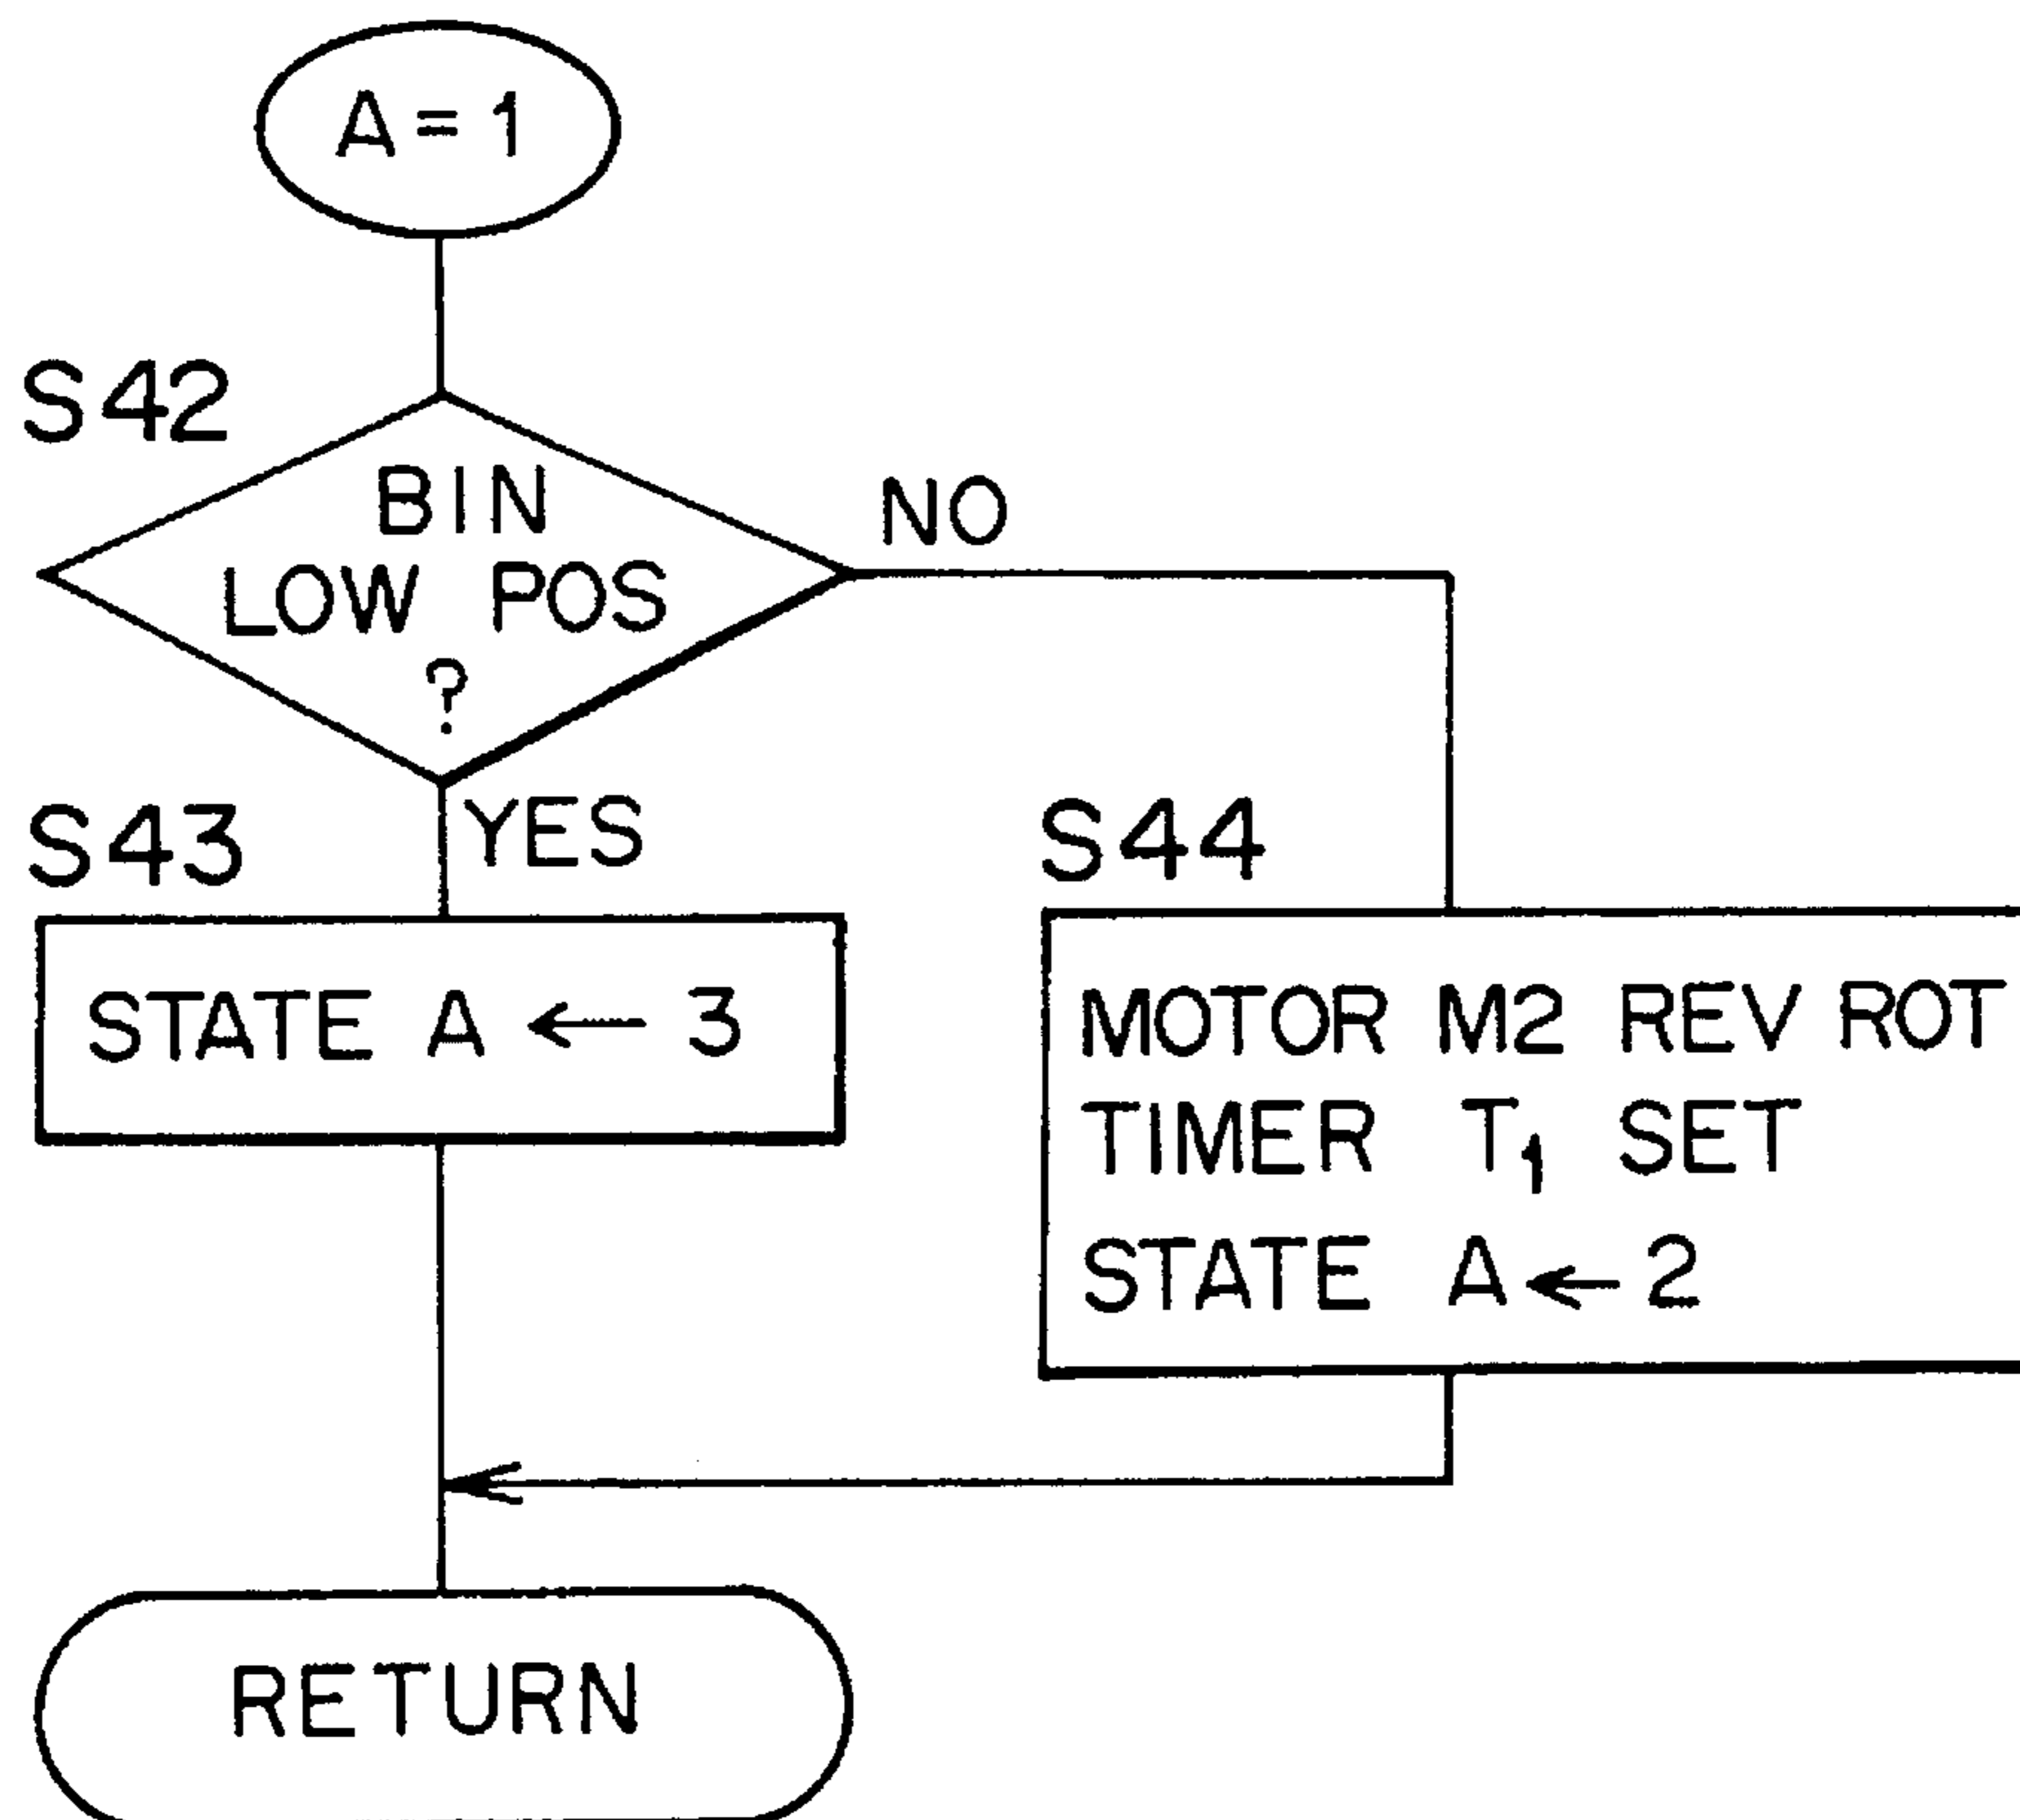 A=1
S42
BIN
LOW POS
?
NO
YES
S43
STATE A ← 3
S44
MOTOR M2 REV ROT
TIMER T₁ SET
STATE A ← 2
RETURN